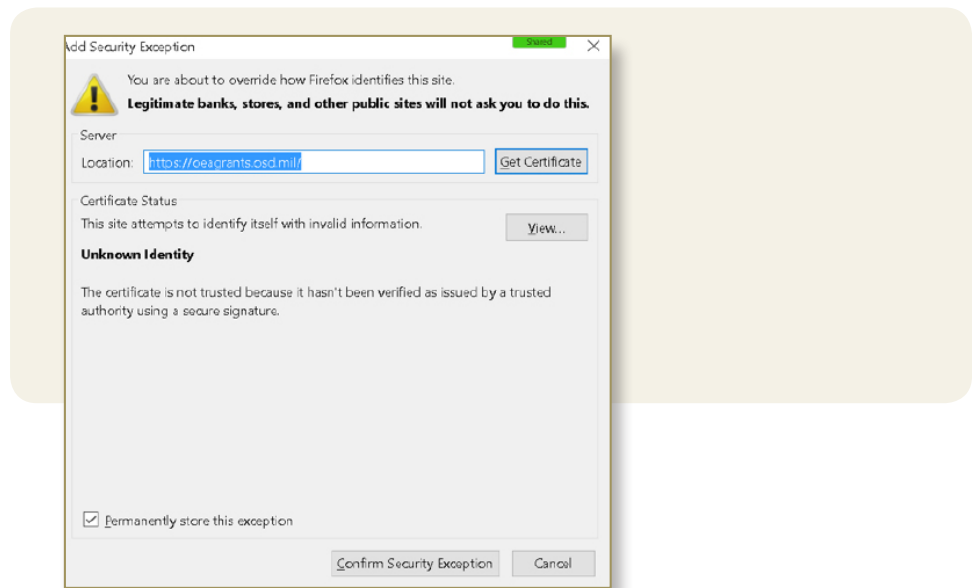 Add Security Exception
Shared
You are about to override how Firefox identifies this site.
Legitimate banks, stores, and other public sites will not ask you to do this.
Server
Location: https://oeagrants.osd.mil/ Get Certificate
Certificate Status
This site attempts to identify itself with invalid information.
View...
Unknown Identity
The certificate is not trusted because it hasn't been verified as issued by a trusted
authority using a secure signature.
Permanently store this exception
Confirm Security Exception Cancel